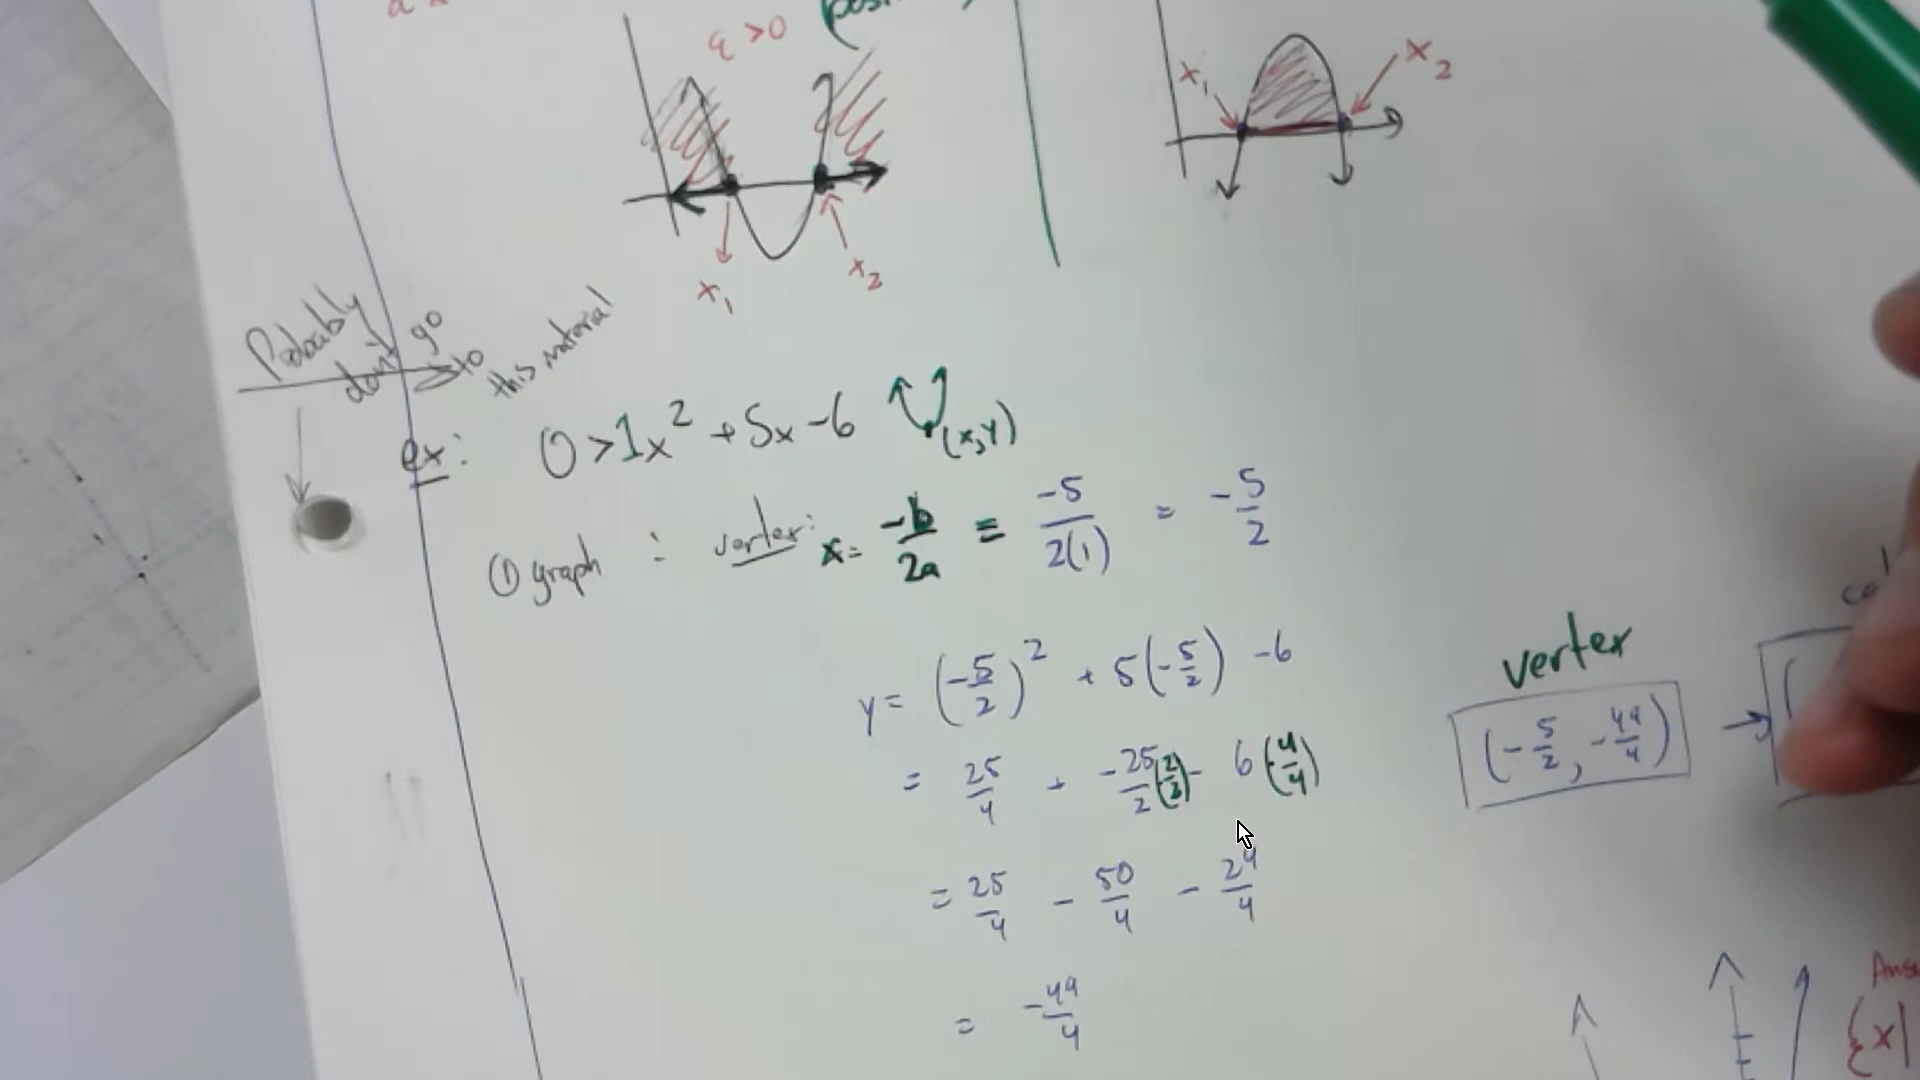 a > 0
x₁
x₂
x₁
x₂
Probably
don't go
to
this material
ex: 0 > 1x² + 5x - 6 (x,y)
① graph : vertex: x = -b/2a = -5/2(1) = -5/2
y = (-5/2)² + 5(-5/2) - 6
vertex
(-5/2, -49/4) →
= 25/4 + -25/2(2/2) - 6(4/4)
= 25/4 - 50/4 - 24/4
= -49/4
{x|